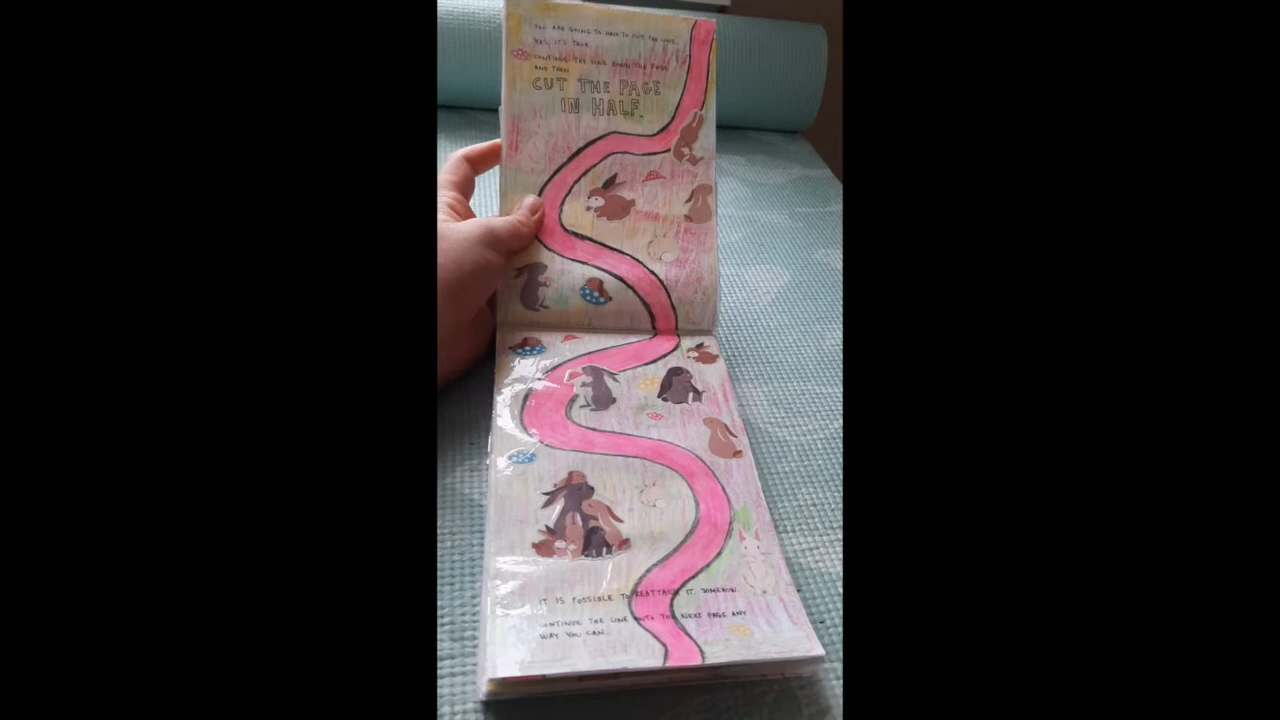 YOU ARE GOING TO HAVE TO CUT THE LINE.
YES, IT'S TRUE.
CONTINUE THE LINE DOWN THE PAGE
AND THEN
CUT THE PAGE
IN HALF.
IT IS POSSIBLE TO REATTACH IT. SOMEHOW.
CONTINUE THE LINE ONTO THE NEXT PAGE ANY
WAY YOU CAN.